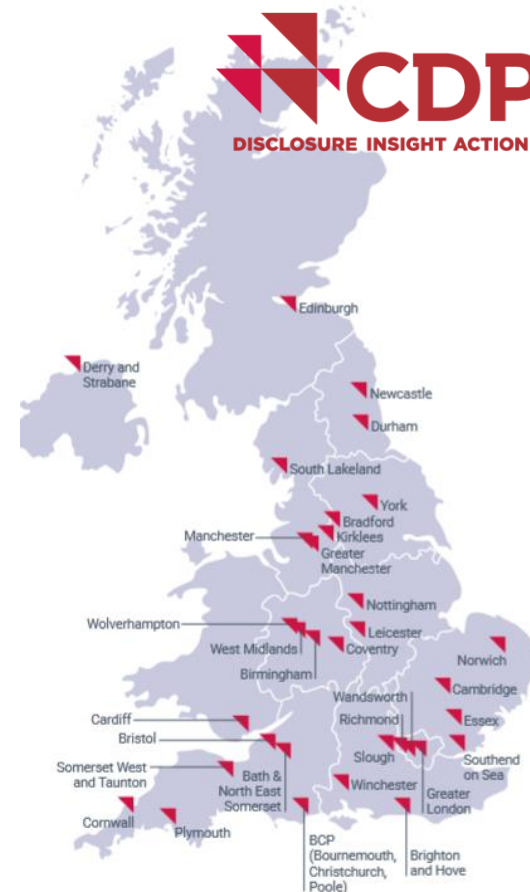 CDP
DISCLOSURE INSIGHT ACTION
Edinburgh
Derry and
Strabane
Newcastle
Durham
South Lakeland
York
Bradford
Manchester
Kirklees
Greater
Manchester
Nottingham
Wolverhampton
Leicester
West Midlands
Coventry
Norwich
Birmingham
Cambridge
Wandsworth
Cardiff
Richmond
Essex
Bristol
Slough
Southend
on Sea
Somerset West
and Taunton
Bath &
North East
Somerset
Winchester
Greater
London
Cornwall
Plymouth
BCP
(Bournemouth,
Christchurch,
Poole)
Brighton
and Hove